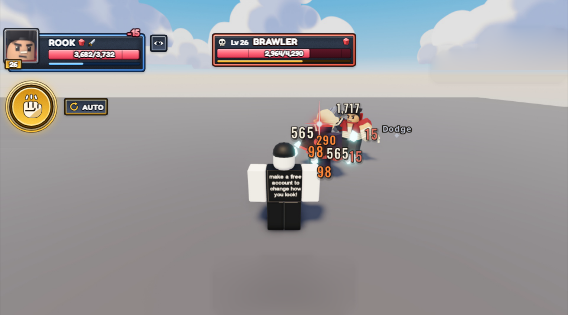 -15
ROOK
3,682/3,732
26
AUTO
Lv 26 BRAWLER
2,964/4,290
1,717
565
15
Dodge
290
98 565 15
98
make a free
account to
change how
you look!